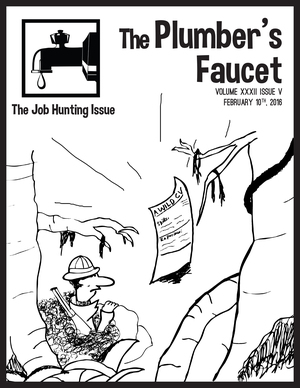 The Plumber's
Faucet
VOLUME XXXII ISSUE V
FEBRUARY 10TH, 2016
The Job Hunting Issue
A WILD CV